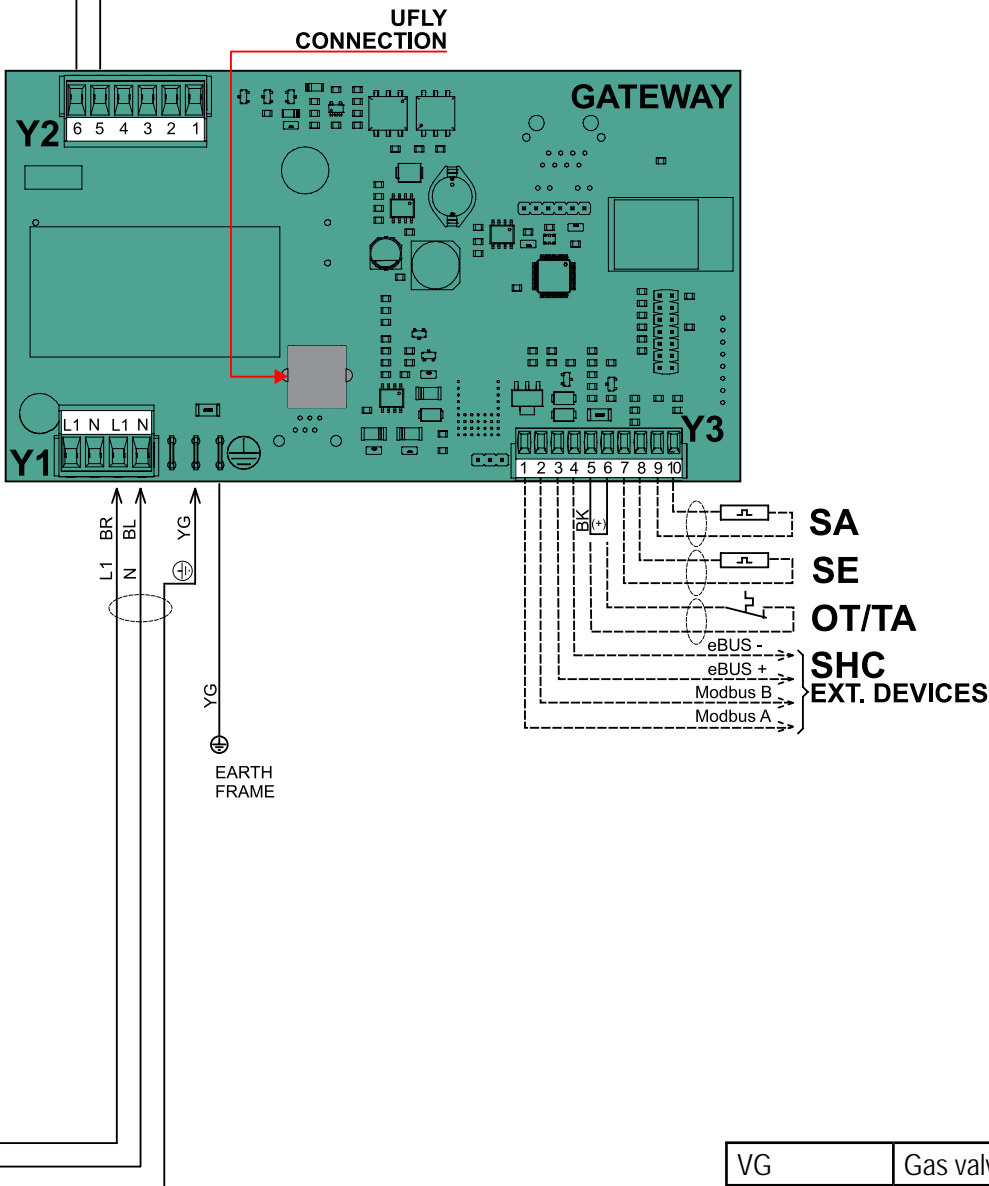 UFLY
CONNECTION
GATEWAY
Y2
6 5 4 3 2 1
L1 N L1 N
Y1
Y3
1 2 3 4 5 6 7 8 9 10
BR
BL
YG
L1
N
YG
EARTH
FRAME
BK
(+)
SA
SE
OT/TA
eBUS -
eBUS +
Modbus B
Modbus A
SHC
EXT. DEVICES
VG
Gas valv